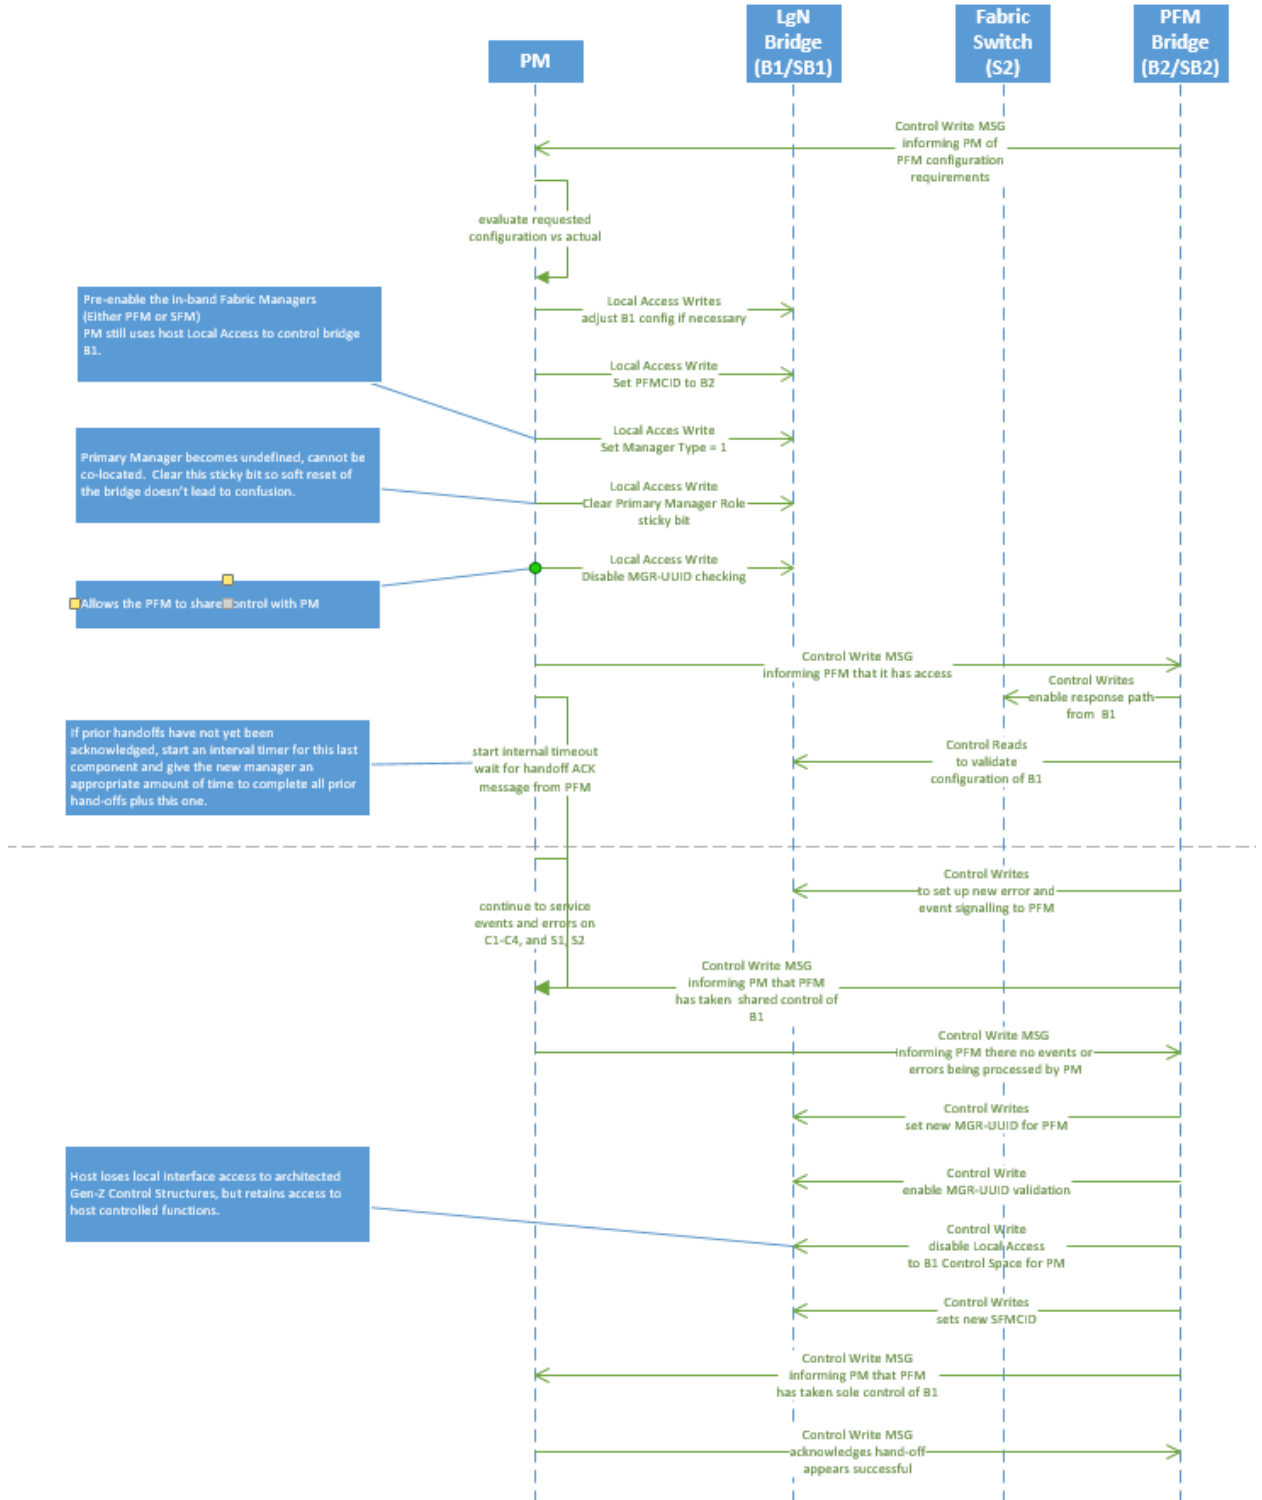 PM
LgN
Bridge
(B1/SB1)
Fabric
Switch
(S2)
PFM
Bridge
(B2/SB2)
Control Write MSG
informing PM of
PFM configuration
requirements
evaluate requested
configuration vs actual
Pre-enable the in-band Fabric Managers
(Either PFM or SFM)
PM still uses host Local Access to control bridge
B1.
Local Access Writes
adjust B1 config if necessary
Local Access Write
Set PFMCID to B2
Local Acces Write
Set Manager Type = 1
Primary Manager becomes undefined, cannot be
co-located.  Clear this sticky bit so soft reset of
the bridge doesn't lead to confusion.
Local Access Write
Clear Primary Manager Role
sticky bit
Local Access Write
Disable MGR-UUID checking
Allows the PFM to share control with PM
Control Write MSG
informing PFM that it has access
Control Writes
enable response path
from  B1
If prior handoffs have not yet been
acknowledged, start an interval timer for this last
component and give the new manager an
appropriate amount of time to complete all prior
hand-offs plus this one.
start internal timeout
wait for handoff ACK
message from PFM
Control Reads
to validate
configuration of B1
Control Writes
to set up new error and
event signalling to PFM
continue to service
events and errors on
C1-C4, and S1, S2
Control Write MSG
informing PM that PFM
has taken  shared control of
B1
Control Write MSG
Informing PFM there no events or
errors being processed by PM
Control Writes
set new MGR-UUID for PFM
Host loses local interface access to architected
Gen-Z Control Structures, but retains access to
host controlled functions.
Control Write
enable MGR-UUID validation
Control Write
disable Local Access
to B1 Control Space for PM
Control Writes
sets new SFMCID
Control Write MSG
informing PM that PFM
has taken sole control of B1
Control Write MSG
acknowledges hand-off
appears successful